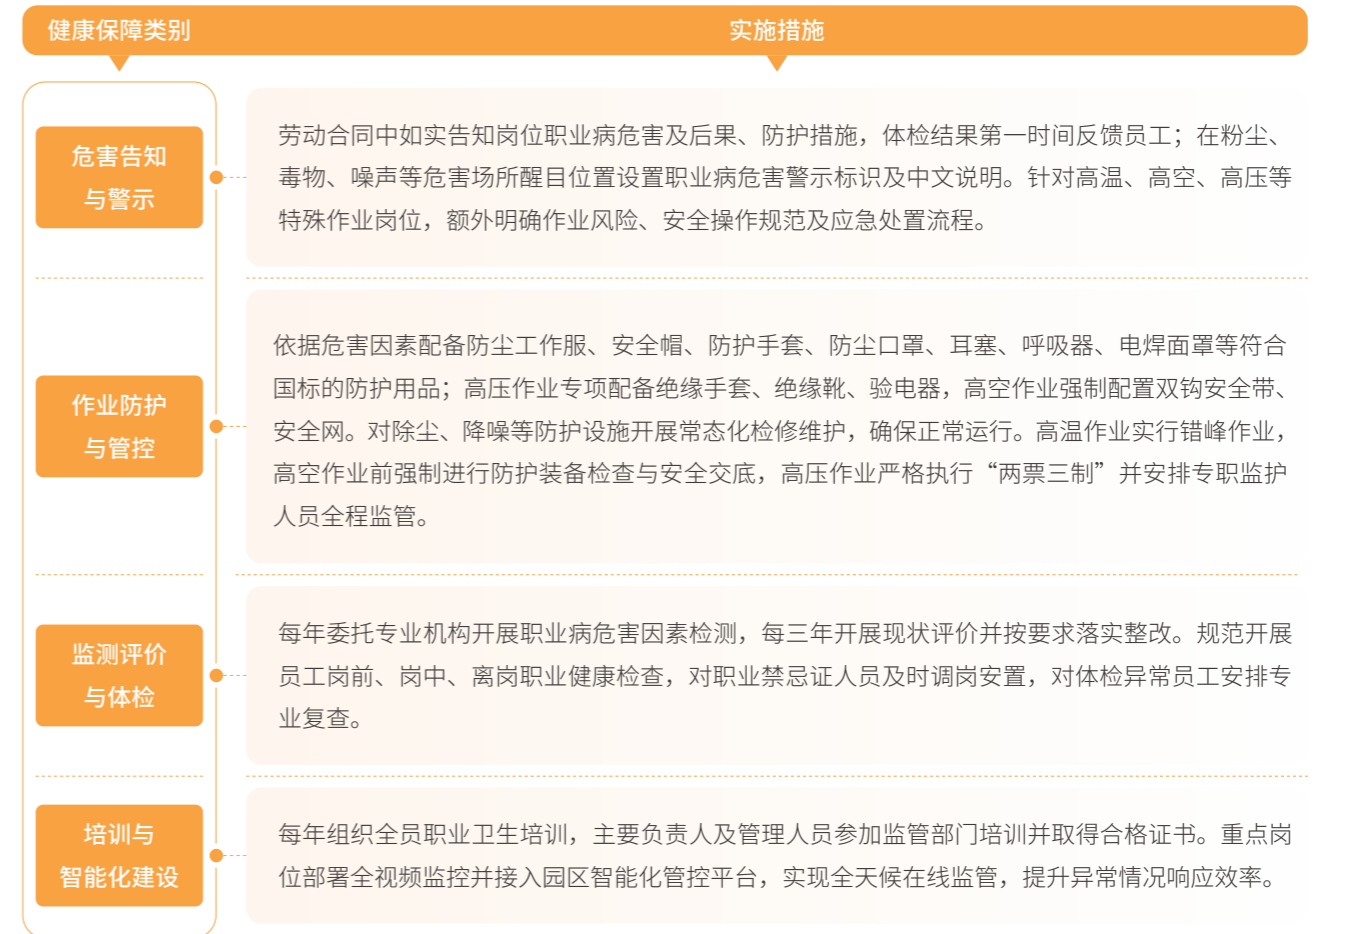 健康保障类别
实施措施
危害告知
与警示
劳动合同中如实告知岗位职业病危害及后果、防护措施，体检结果第一时间反馈员工；在粉尘、
毒物、噪声等危害场所醒目位置设置职业病危害警示标识及中文说明。针对高温、高空、高压等
特殊作业岗位，额外明确作业风险、安全操作规范及应急处置流程。
作业防护
与管控
依据危害因素配备防尘工作服、安全帽、防护手套、防尘口罩、耳塞、呼吸器、电焊面罩等符合
国标的防护用品；高压作业专项配备绝缘手套、绝缘靴、验电器，高空作业强制配置双钩安全带、
安全网。对除尘、降噪等防护设施开展常态化检修维护，确保正常运行。高温作业实行错峰作业，
高空作业前强制进行防护装备检查与安全交底，高压作业严格执行“两票三制”并安排专职监护
人员全程监管。
监测评价
与体检
每年委托专业机构开展职业病危害因素检测，每三年开展现状评价并按要求落实整改。规范开展
员工岗前、岗中、离岗职业健康检查，对职业禁忌证人员及时调岗安置，对体检异常员工安排专
业复查。
培训与
智能化建设
每年组织全员职业卫生培训，主要负责人及管理人员参加监管部门培训并取得合格证书。重点岗
位部署全视频监控并接入园区智能化管控平台，实现全天候在线监管，提升异常情况响应效率。